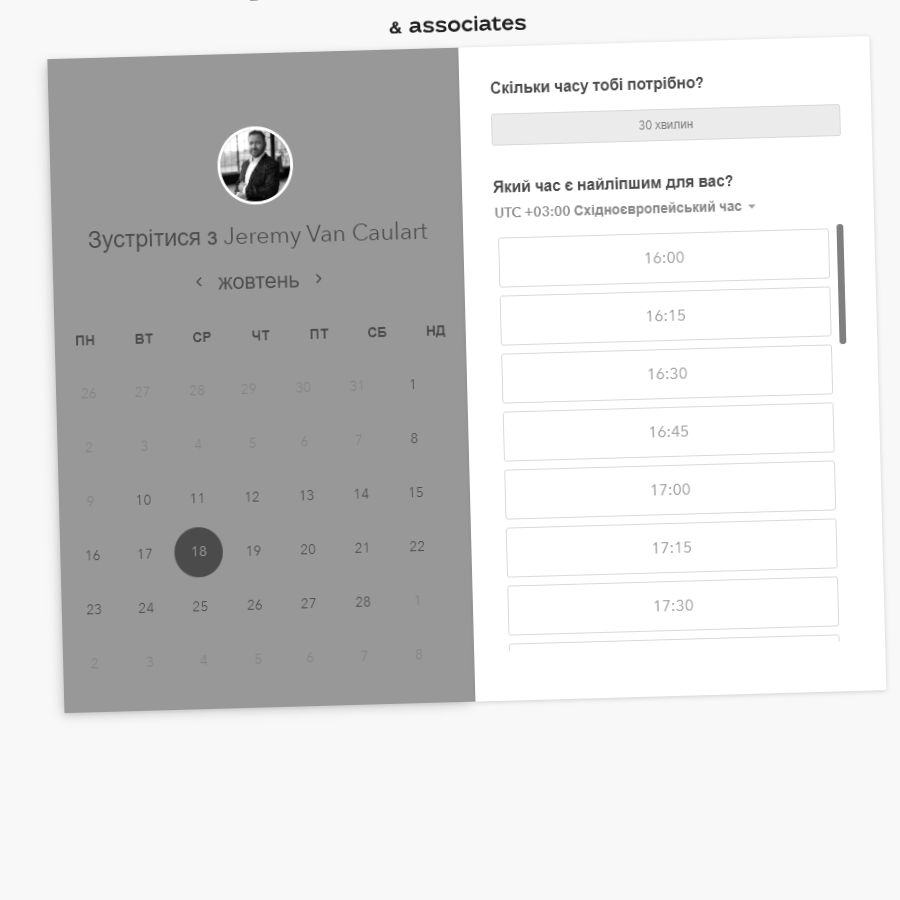 & associates
Зустрітися з Jeremy Van Caulart
жовтень
ПН ВТ СР ЧТ ПТ СБ НД
26 27 28 29 30 31 1
2 3 4 5 6 7 8
9 10 11 12 13 14 15
16 17 18 19 20 21 22
23 24 25 26 27 28 1
2 3 4 5 6 7 8
Скільки часу тобі потрібно?
30 хвилин
Який час є найліпшим для вас?
UTC +03:00 Східноєвропейський час
16:00
16:15
16:30
16:45
17:00
17:15
17:30